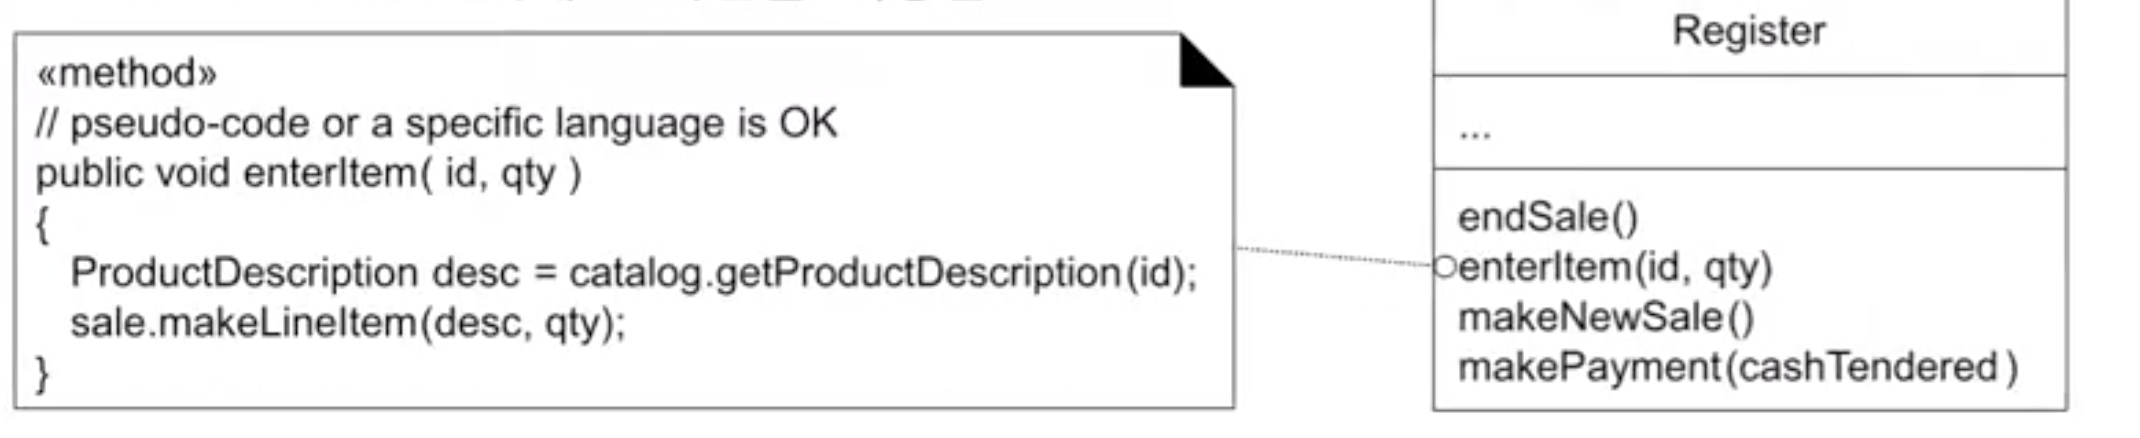 «method»
// pseudo-code or a specific language is OK
public void enterItem( id, qty )
{
ProductDescription desc = catalog.getProductDescription(id);
sale.makeLineItem(desc, qty);
}
Register
...
endSale()
enterItem(id, qty)
makeNewSale()
makePayment(cashTendered)